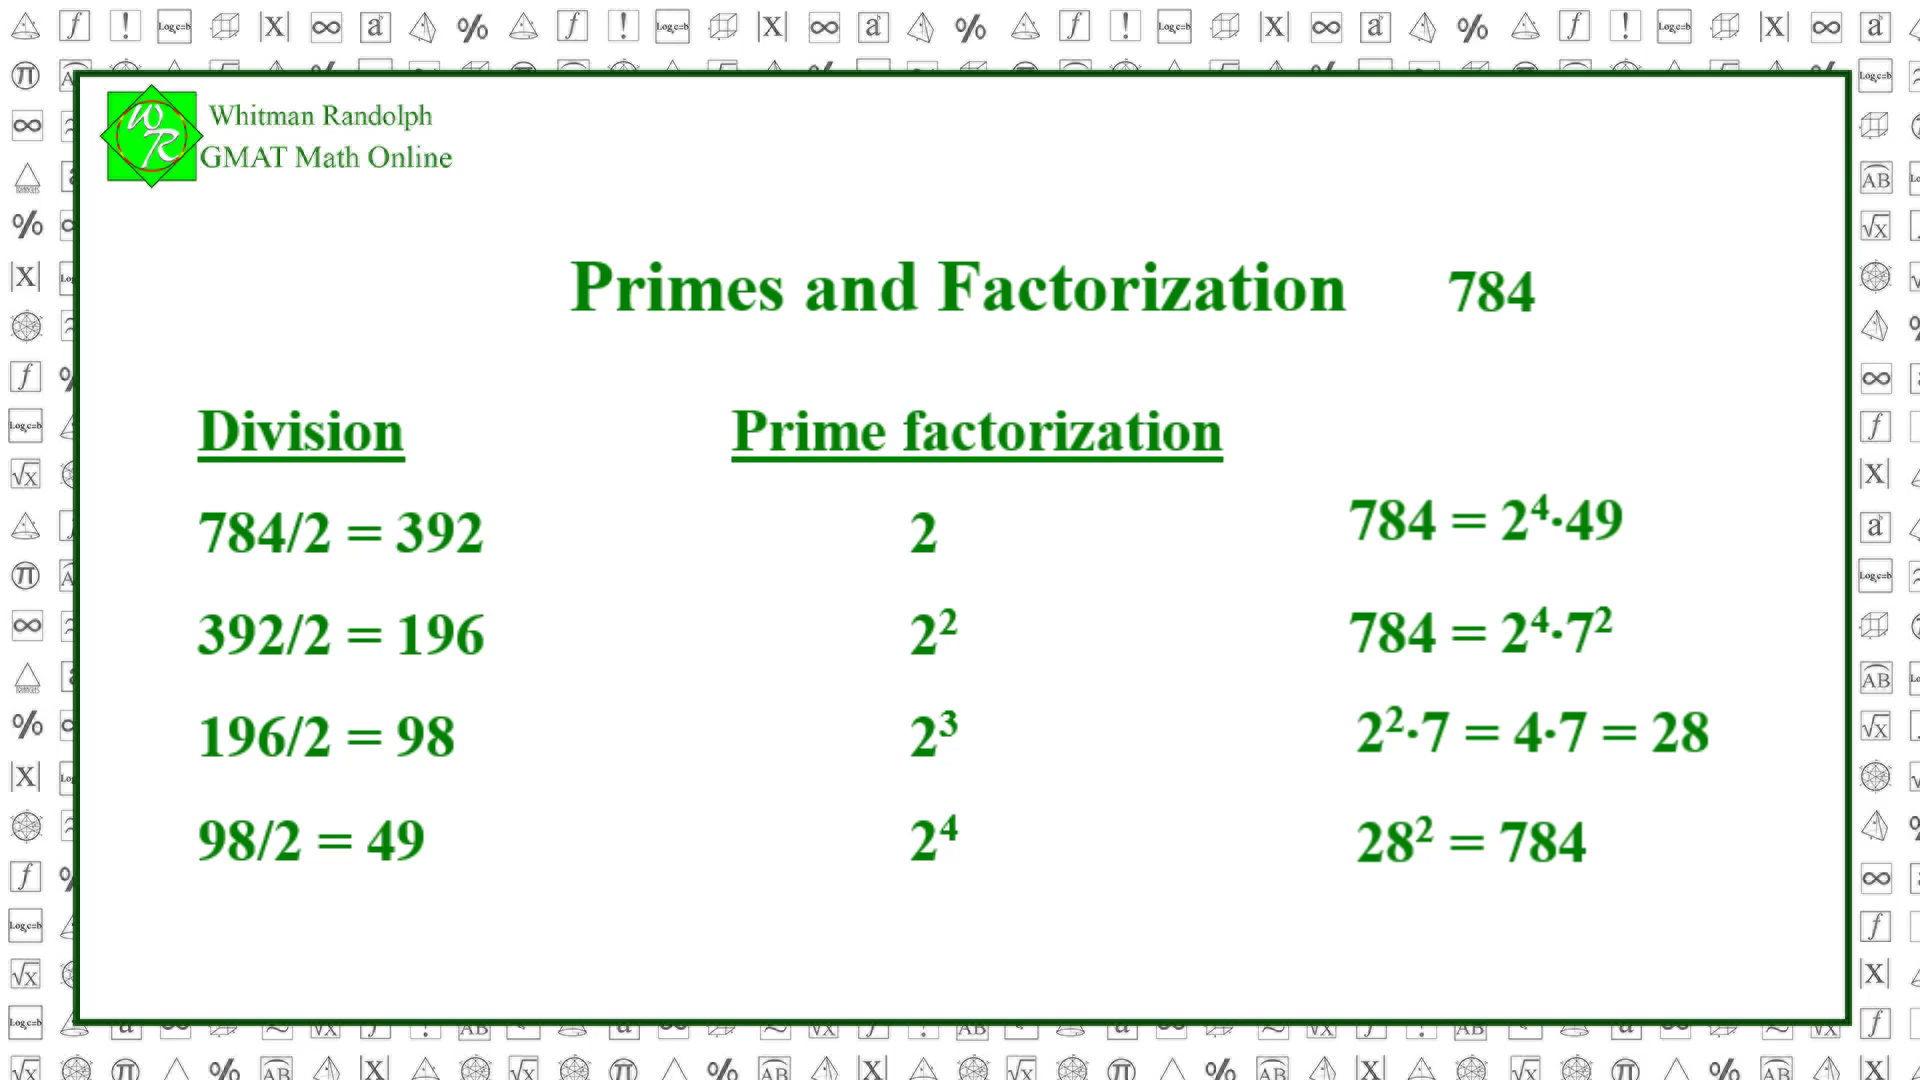 Whitman Randolph
GMAT Math Online
Primes and Factorization 784
Division
Prime factorization
784/2 = 392
2
784 = 2⁴·49
392/2 = 196
2²
784 = 2⁴·7²
196/2 = 98
2³
2²·7 = 4·7 = 28
98/2 = 49
2⁴
28² = 784